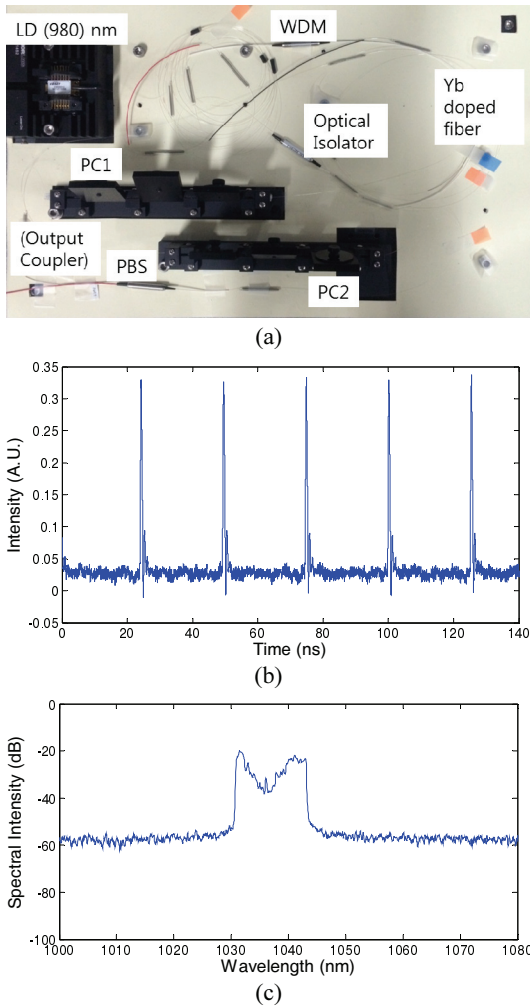 LD (980) nm
WDM
Yb
doped
fiber
Optical
Isolator
PC1
(Output
Coupler)
PBS
PC2
(a)
0.35
0.3
0.25
0.2
0.15
0.1
0.05
0
-0.05
Intensity (A.U.)
0 20 40 60 80 100 120 140
Time (ns)
(b)
0
-20
-40
-60
-80
-100
Spectral Intensity (dB)
1000 1010 1020 1030 1040 1050 1060 1070 1080
Wavelength (nm)
(c)